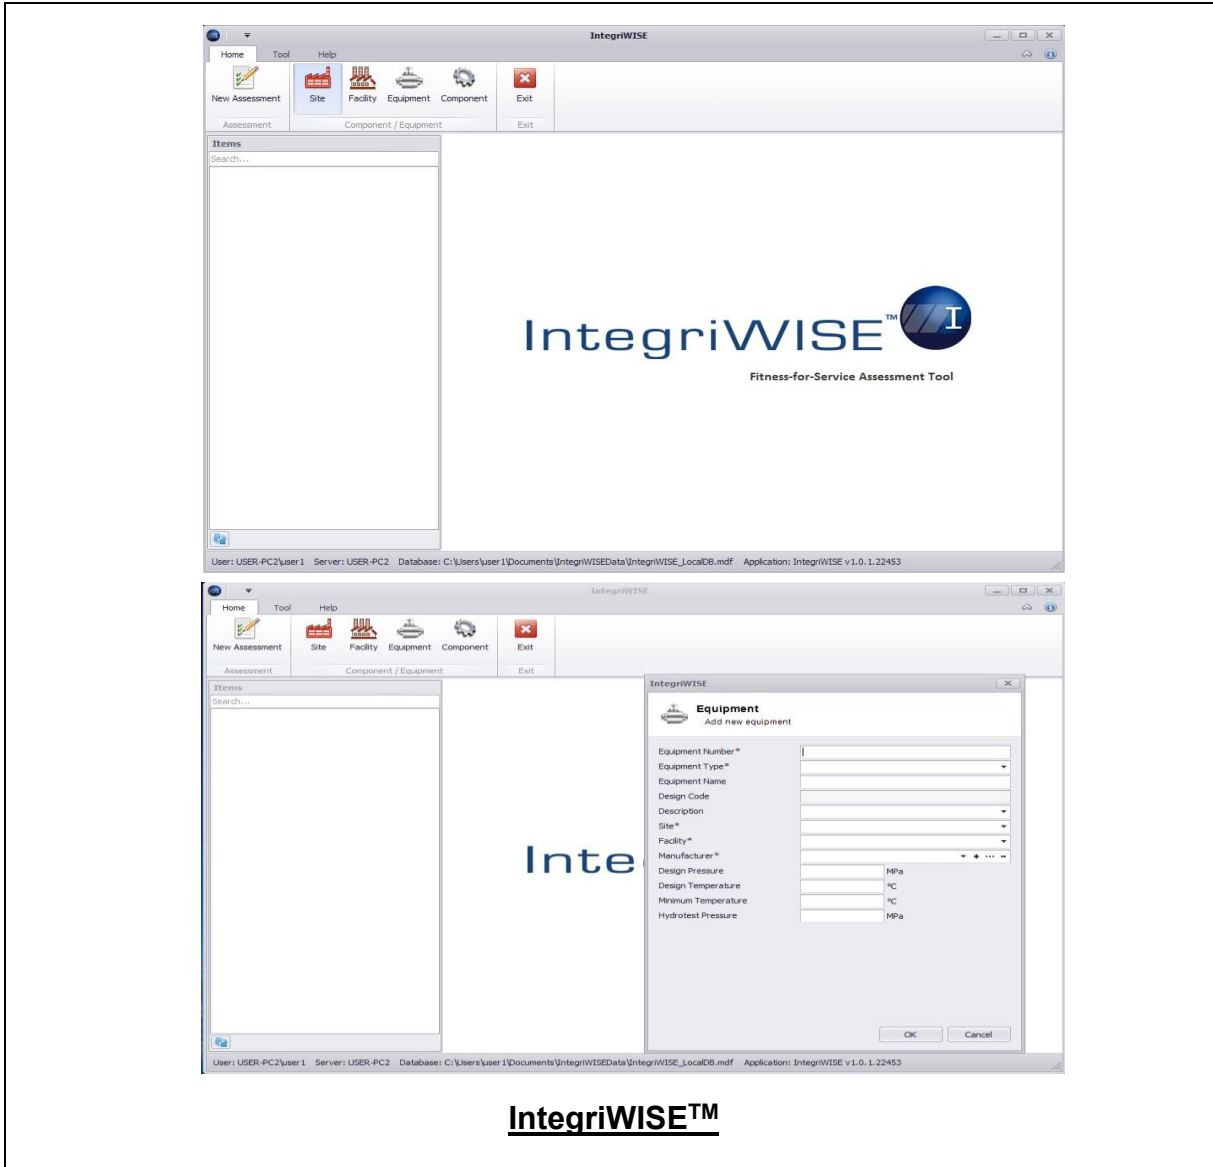 IntegriWISE
Home Tool Help
New Assessment Site Facility Equipment Component Exit
Assessment Component / Equipment Exit
Items
Search...
IntegriWISE™ I
Fitness-for-Service Assessment Tool
User: USER-PC2\user1 Server: USER-PC2 Database: C:\Users\user1\Documents\IntegriWISEData\IntegriWISE_LocalDB.mdf Application: IntegriWISE v1.0.1.22453
IntegriWISE
Home Tool Help
New Assessment Site Facility Equipment Component Exit
Assessment Component / Equipment Exit
Items
Search...
Inte
IntegriWISE
Equipment
Add new equipment
Equipment Number*
Equipment Type*
Equipment Name
Design Code
Description
Site*
Facility*
Manufacturer*
Design Pressure MPa
Design Temperature °C
Minimum Temperature °C
Hydrotest Pressure MPa
OK Cancel
User: USER-PC2\user1 Server: USER-PC2 Database: C:\Users\user1\Documents\IntegriWISEData\IntegriWISE_LocalDB.mdf Application: IntegriWISE v1.0.1.22453
IntegriWISE™